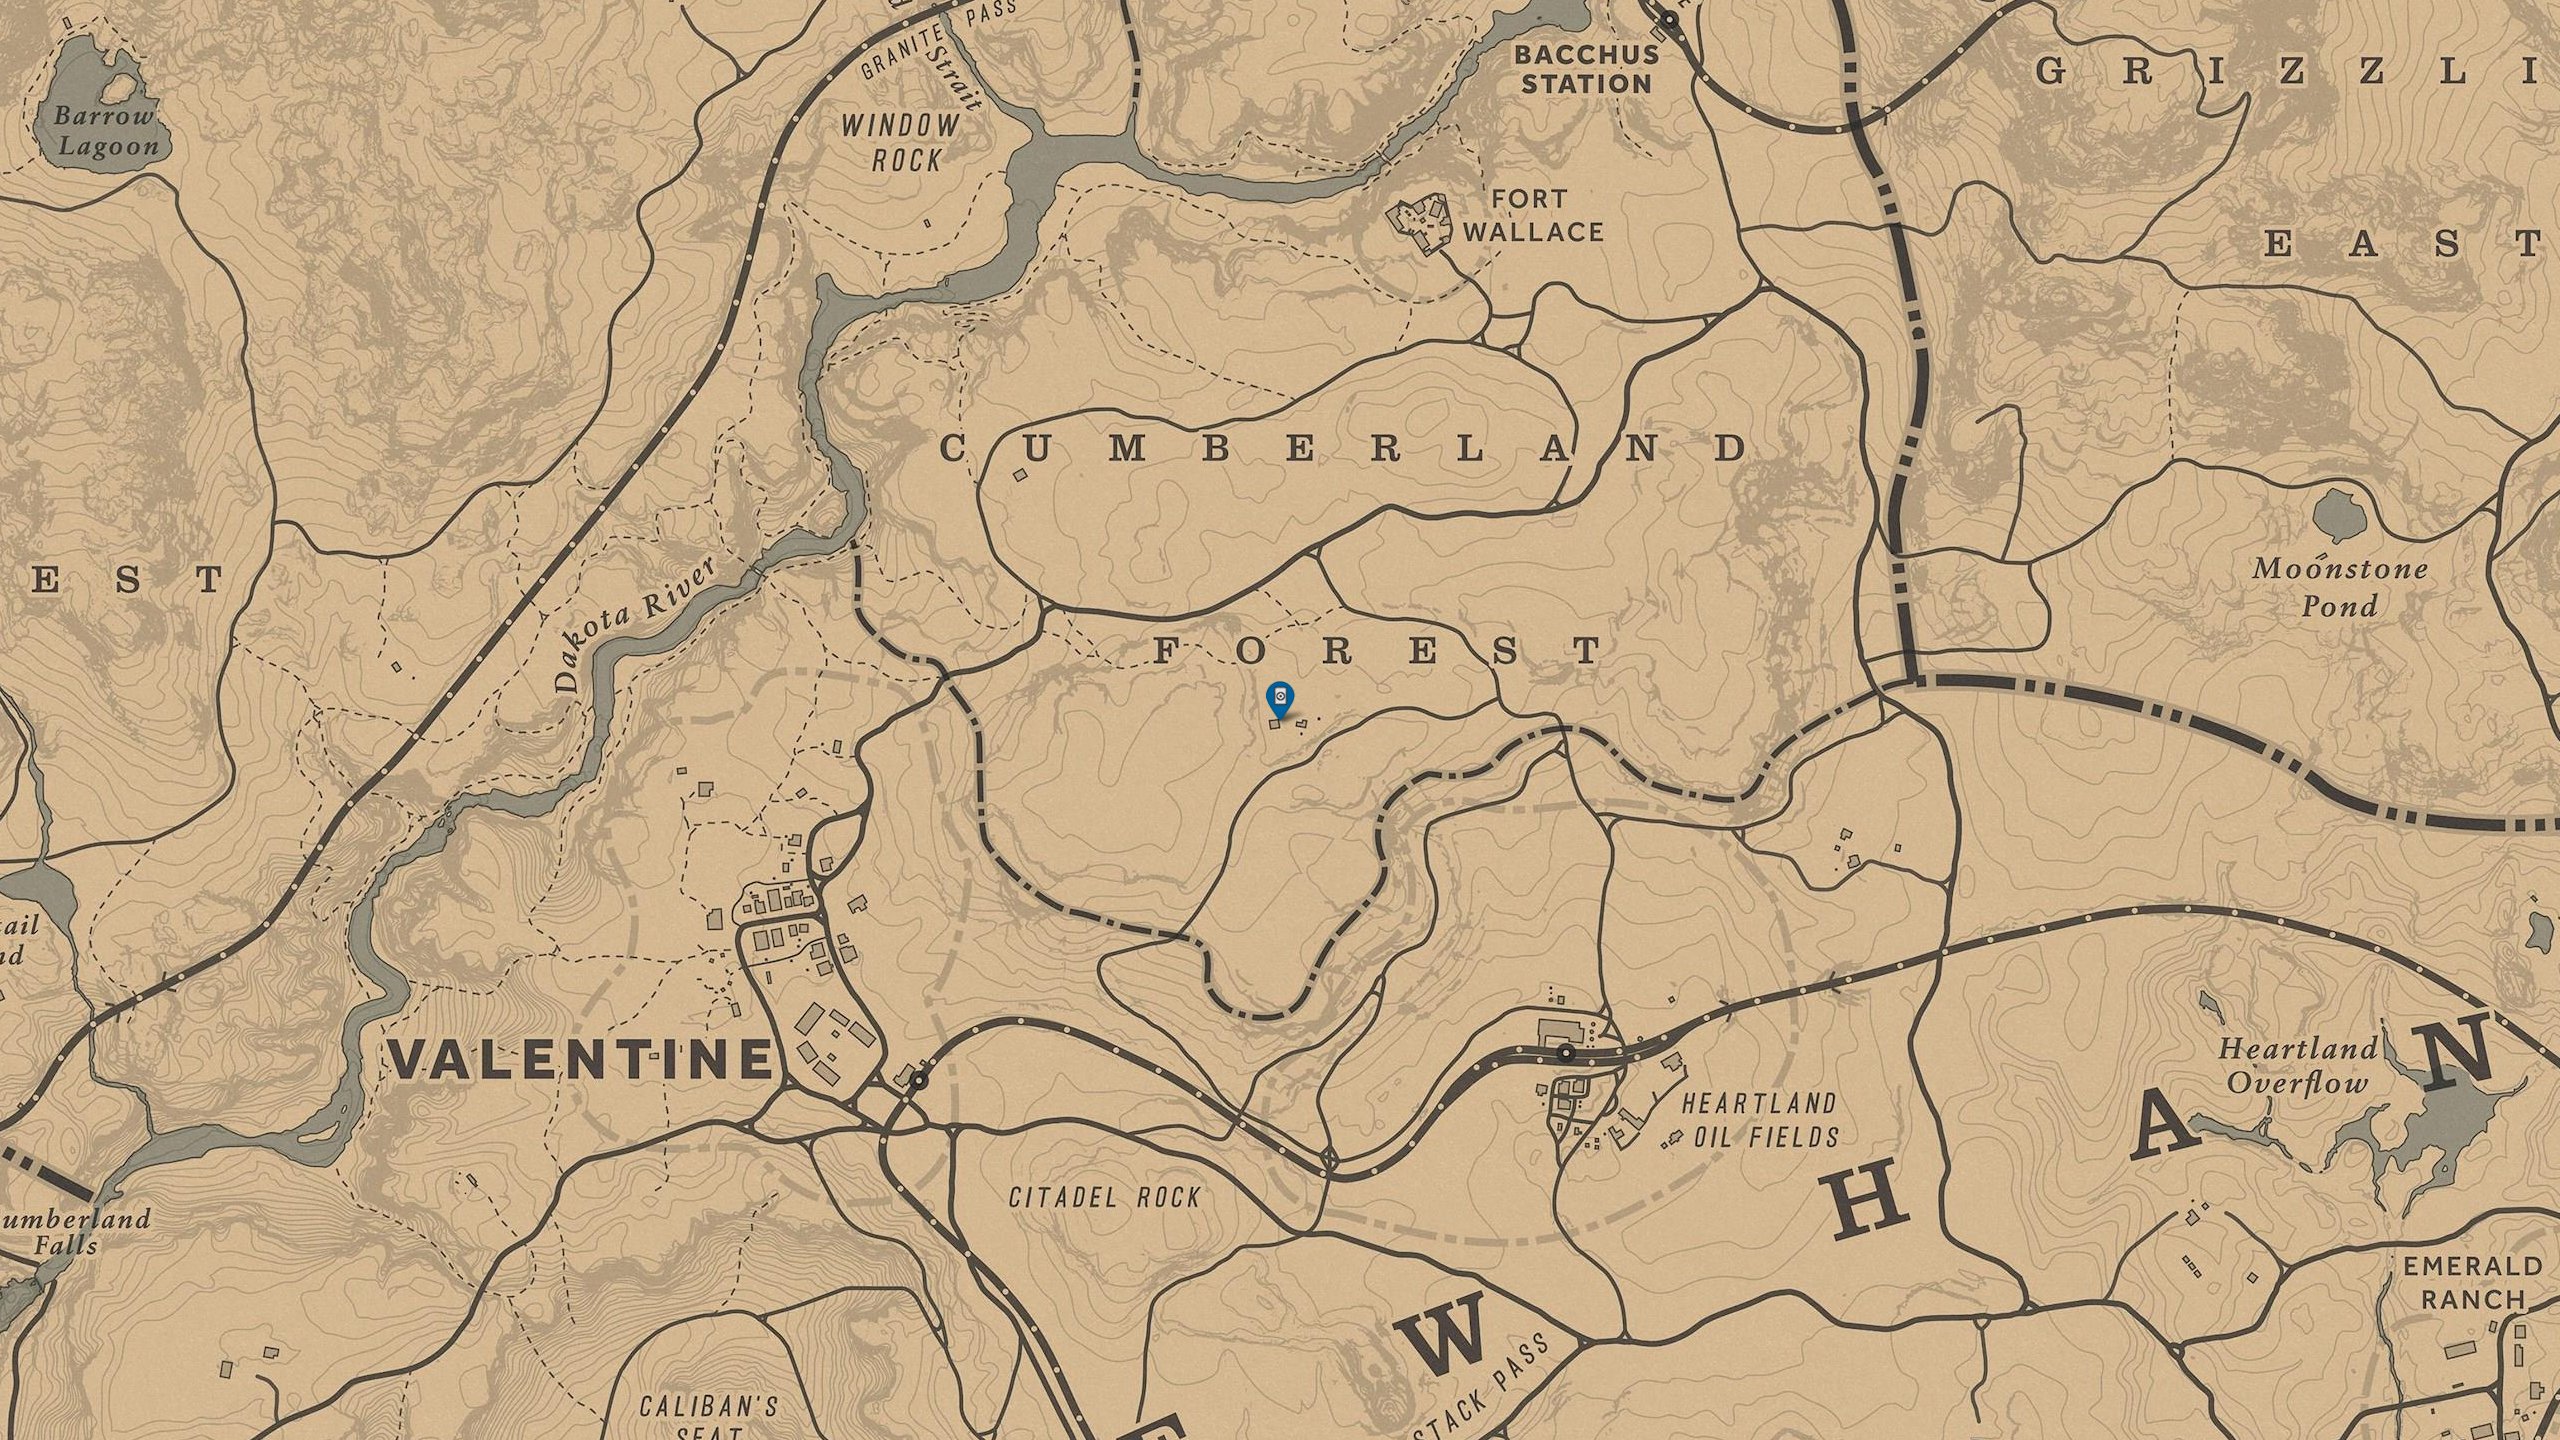 PASS
GRANITE
Strait
BACCHUS
STATION
GRIZZLI
Barrow
Lagoon
WINDOW
ROCK
FORT
WALLACE
EAST
CUMBERLAND
EST
Dakota River
Moonstone
Pond
FOREST
VALENTINE
Heartland
Overflow
HEARTLAND
OIL FIELDS
N
A
H
W
CITADEL ROCK
umberland
Falls
EMERALD
RANCH
STACK PASS
CALIBAN'S
SEAT